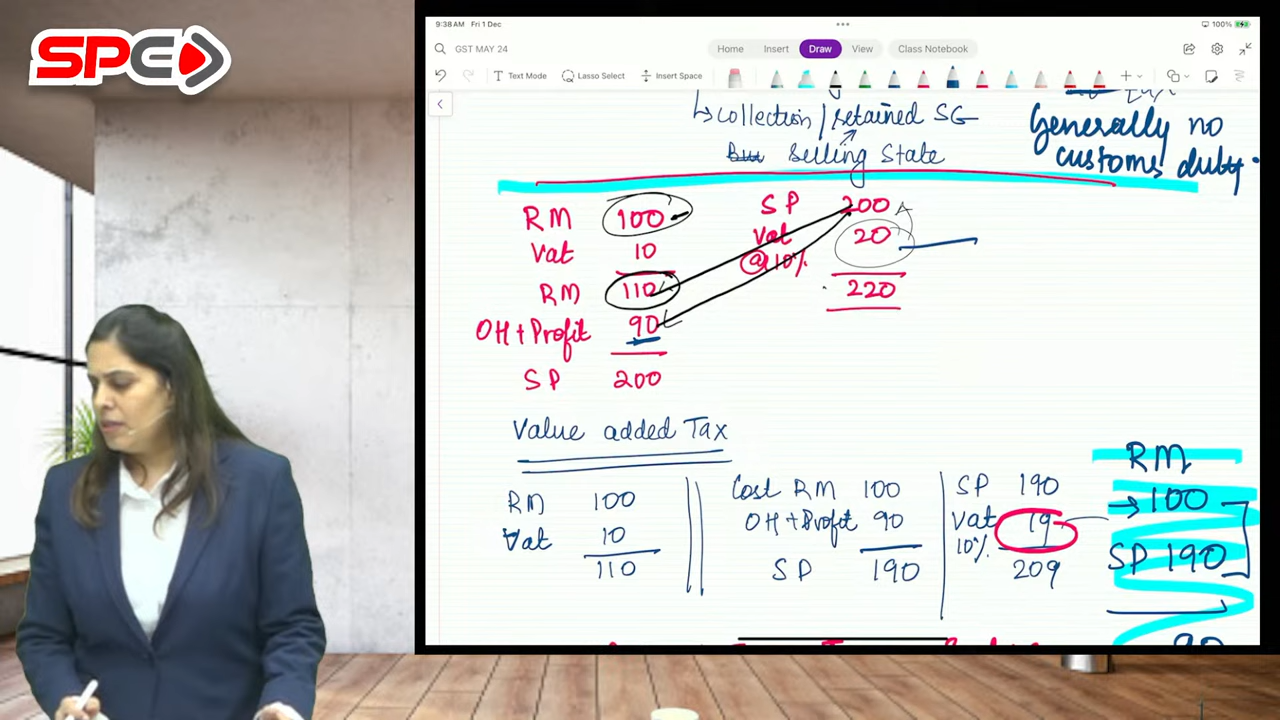 SPED
9:38 AM Fri 1 Dec
100%
GST MAY 24
Home Insert Draw View Class Notebook
Text Mode Lasso Select Insert Space
↳ collection / retained SG
But Selling State
Generally no
customs duty.
RM 100
Vat 10
RM 110
OH + Profit 90
SP 200
SP 200
Vat 20
@ 10%
220
Value added Tax
RM 100
Vat 10
110
Cost RM 100
OH + Profit 90
SP 190
SP 190
Vat 19
10%
209
RM
→ 100
SP 190
90